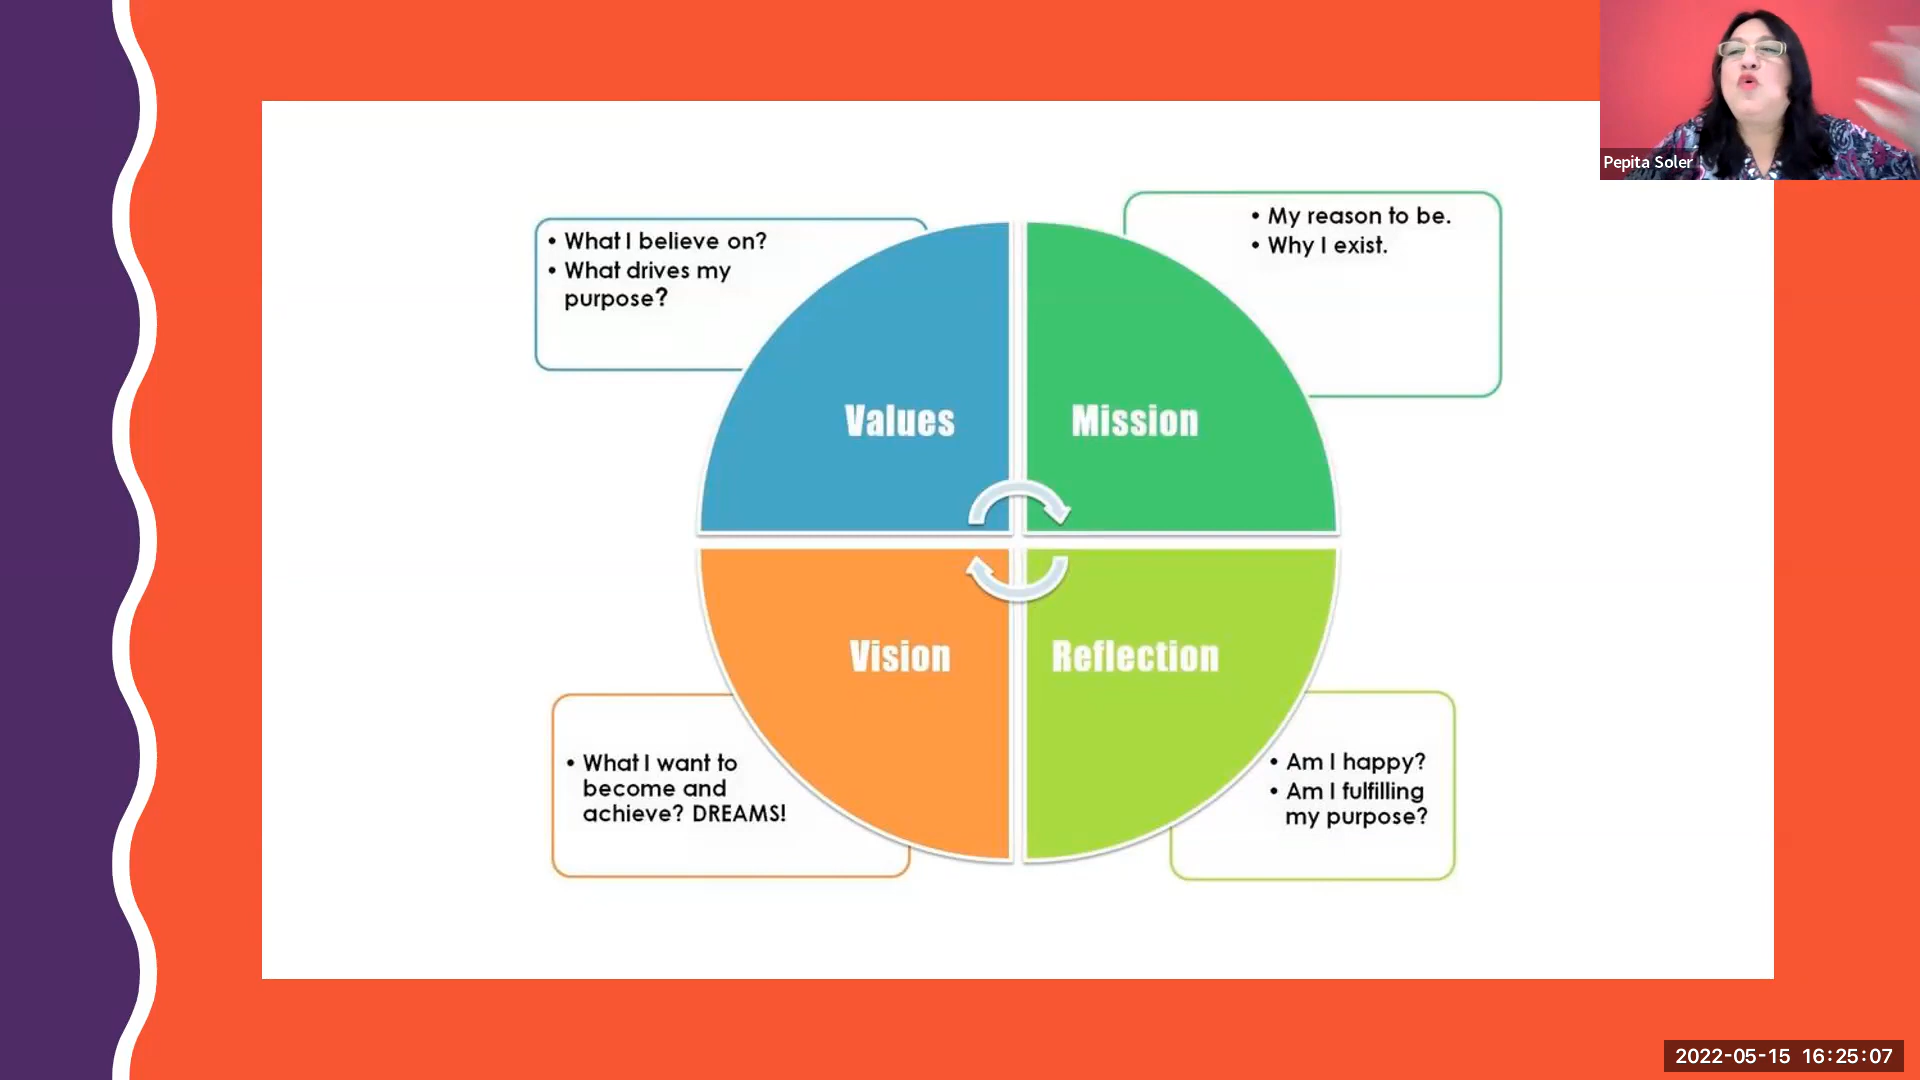 Pepita Soler
• My reason to be.
• Why I exist.
• What I believe on?
• What drives my
purpose?
Values
Mission
Vision
Reflection
• What I want to
become and
achieve? DREAMS!
• Am I happy?
• Am I fulfilling
my purpose?
2022-05-15 16:25:07